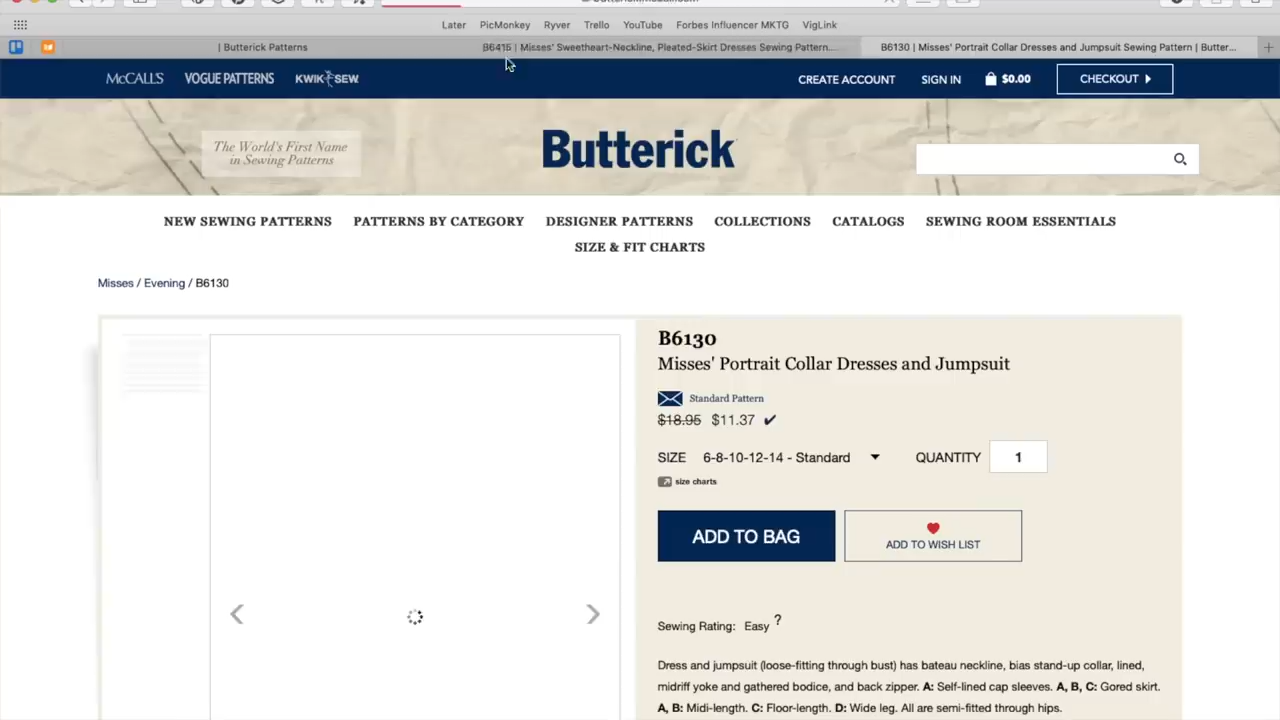 Later PicMonkey Ryver Trello YouTube Forbes Influencer MKTG VigLink
| Butterick Patterns B6415 | Misses' Sweetheart-Neckline, Pleated-Skirt Dresses Sewing Pattern... B6130 | Misses' Portrait Collar Dresses and Jumpsuit Sewing Pattern | Butter...
McCALL'S VOGUE PATTERNS KWIK SEW CREATE ACCOUNT SIGN IN $0.00 CHECKOUT
The World's First Name
in Sewing Patterns
Butterick
NEW SEWING PATTERNS PATTERNS BY CATEGORY DESIGNER PATTERNS COLLECTIONS CATALOGS SEWING ROOM ESSENTIALS
SIZE & FIT CHARTS
Misses / Evening / B6130
B6130
Misses' Portrait Collar Dresses and Jumpsuit
Standard Pattern
$18.95 $11.37 ✔
SIZE 6-8-10-12-14 - Standard QUANTITY 1
size charts
ADD TO BAG
ADD TO WISH LIST
Sewing Rating: Easy ?
Dress and jumpsuit (loose-fitting through bust) has bateau neckline, bias stand-up collar, lined,
midriff yoke and gathered bodice, and back zipper. A: Self-lined cap sleeves. A, B, C: Gored skirt.
A, B: Midi-length. C: Floor-length. D: Wide leg. All are semi-fitted through hips.